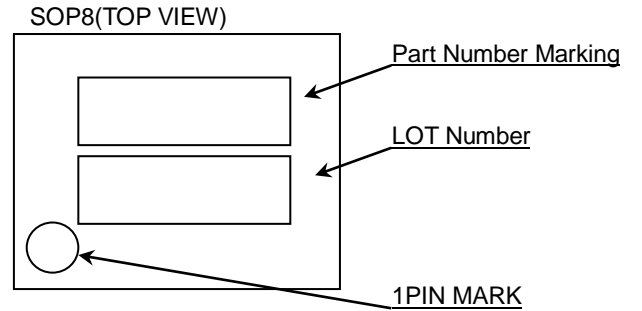 SOP8(TOP VIEW)
Part Number Marking
LOT Number
1PIN MARK